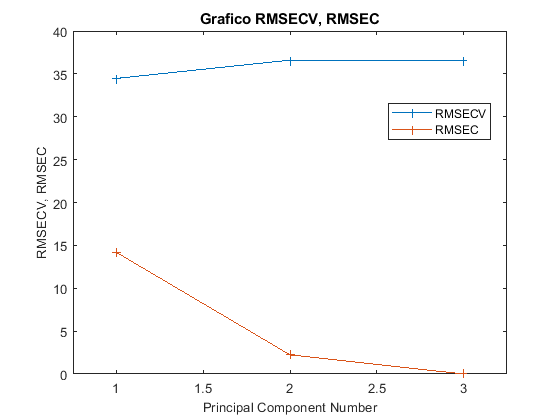 Grafico RMSECV, RMSEC
RMSECV, RMSEC
40
35
30
25
20
15
10
5
0
RMSECV
RMSEC
1
1.5
2
2.5
3
Principal Component Number